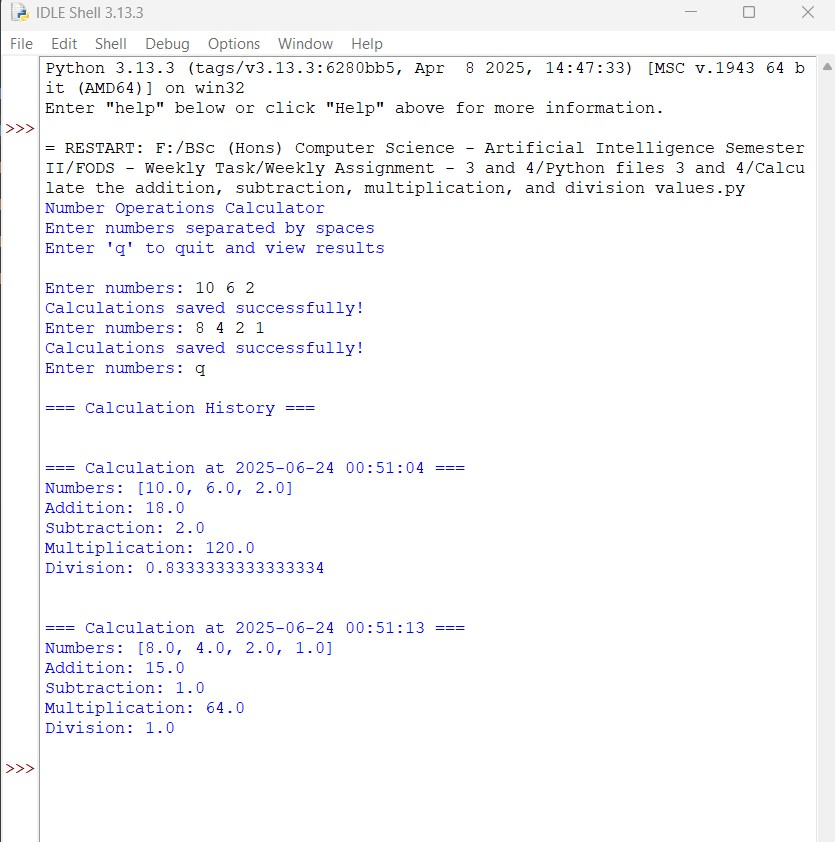 IDLE Shell 3.13.3
File Edit Shell Debug Options Window Help
Python 3.13.3 (tags/v3.13.3:6280bb5, Apr  8 2025, 14:47:33) [MSC v.1943 64 b
it (AMD64)] on win32
Enter "help" below or click "Help" above for more information.
>>>
= RESTART: F:/BSc (Hons) Computer Science - Artificial Intelligence Semester
II/FODS - Weekly Task/Weekly Assignment - 3 and 4/Python files 3 and 4/Calcu
late the addition, subtraction, multiplication, and division values.py
Number Operations Calculator
Enter numbers separated by spaces
Enter 'q' to quit and view results
Enter numbers: 10 6 2
Calculations saved successfully!
Enter numbers: 8 4 2 1
Calculations saved successfully!
Enter numbers: q
=== Calculation History ===
=== Calculation at 2025-06-24 00:51:04 ===
Numbers: [10.0, 6.0, 2.0]
Addition: 18.0
Subtraction: 2.0
Multiplication: 120.0
Division: 0.8333333333333334
=== Calculation at 2025-06-24 00:51:13 ===
Numbers: [8.0, 4.0, 2.0, 1.0]
Addition: 15.0
Subtraction: 1.0
Multiplication: 64.0
Division: 1.0
>>>